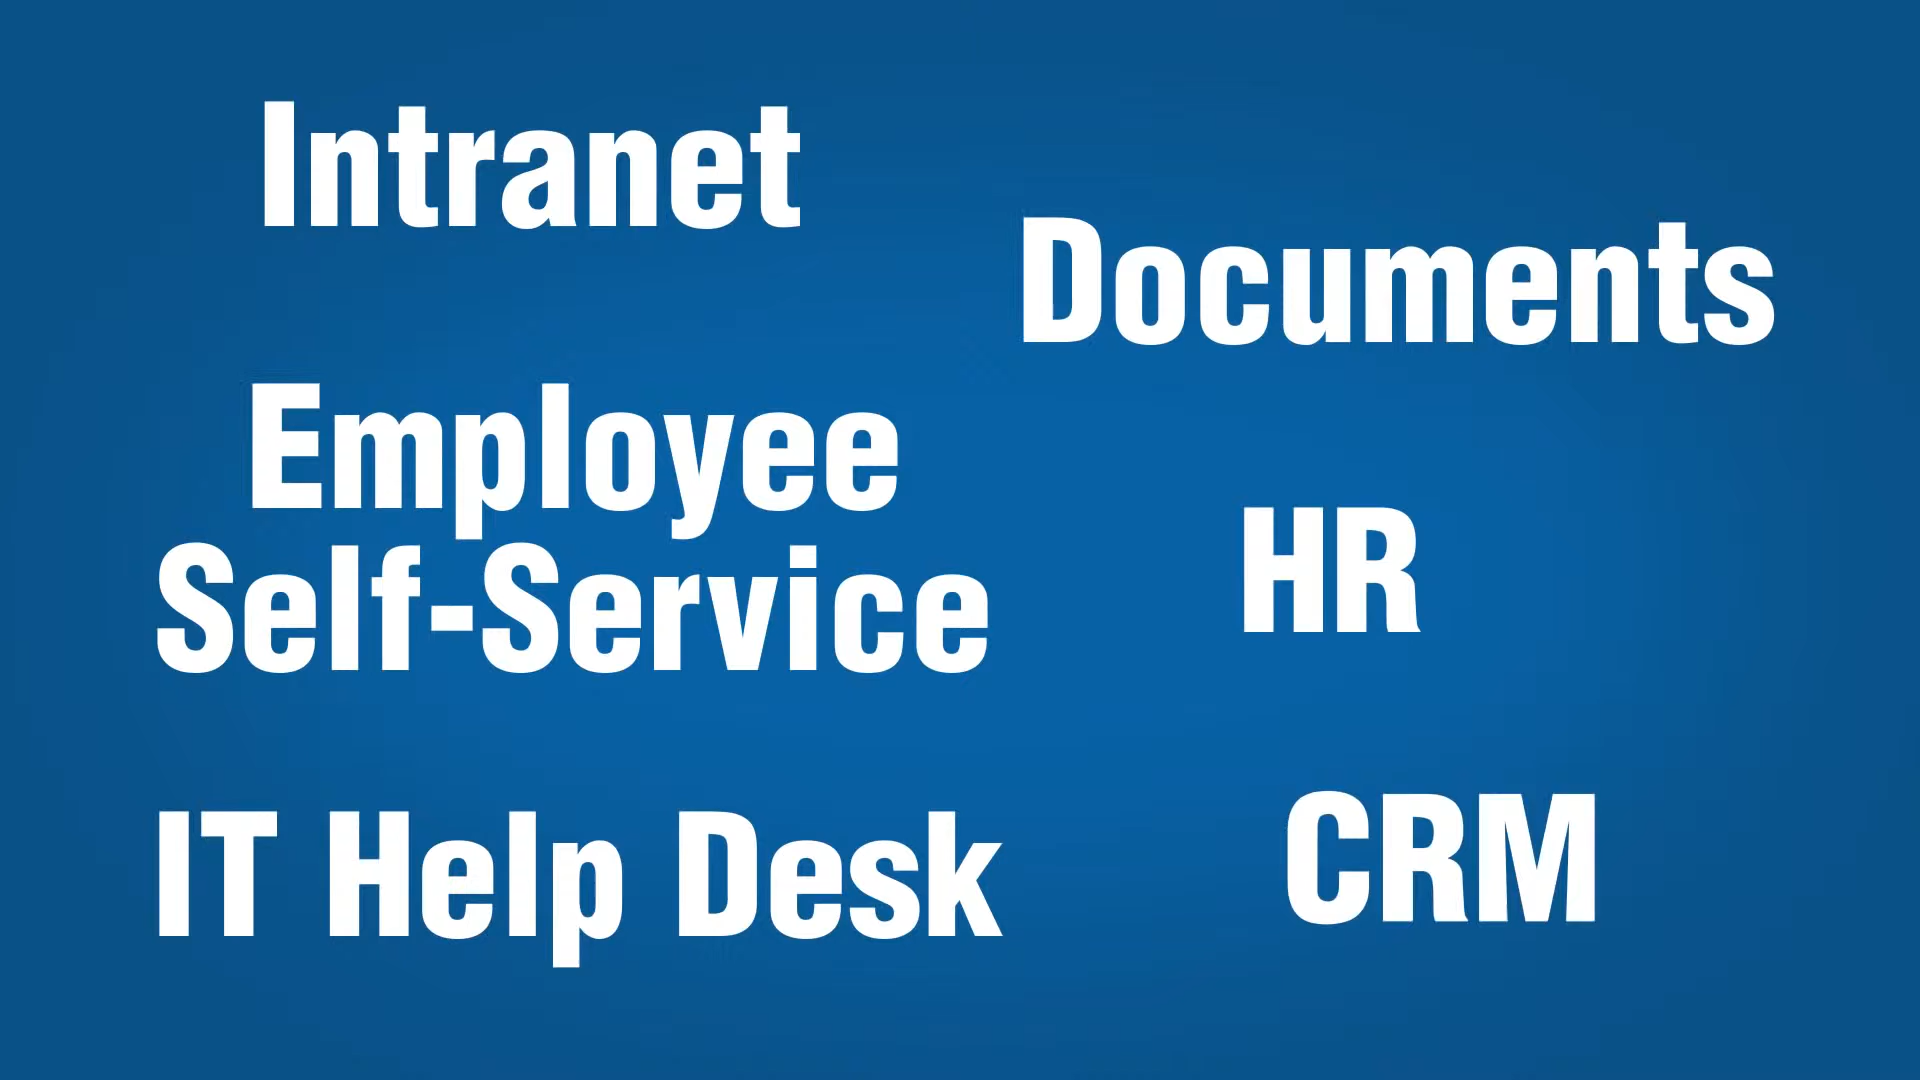 Intranet
Documents
Employee
Self-Service
HR
IT Help Desk
CRM